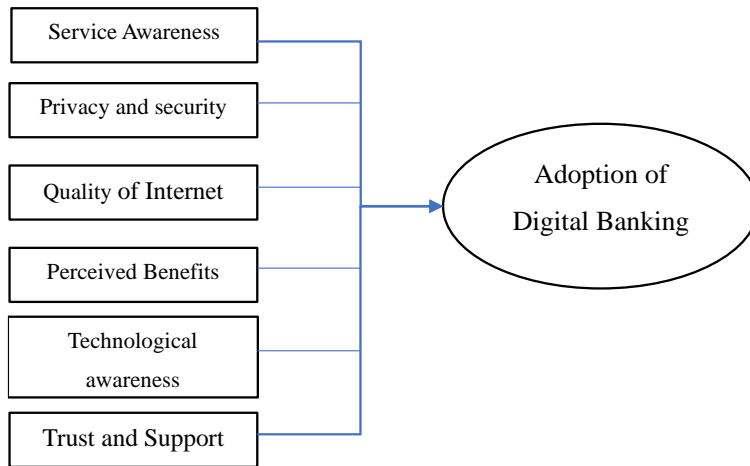 Service Awareness
Privacy and security
Quality of Internet
Perceived Benefits
Technological
awareness
Trust and Support
Adoption of
Digital Banking